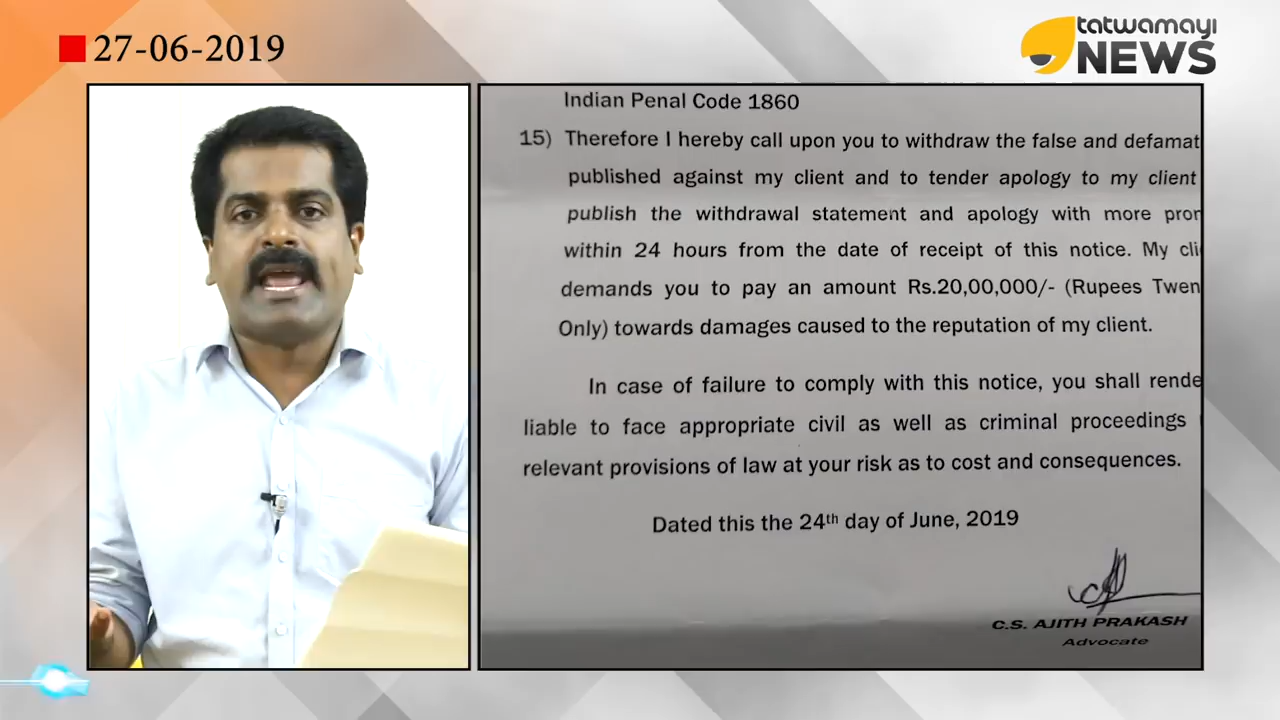 27-06-2019
tatwamayi
NEWS
Indian Penal Code 1860
15) Therefore I hereby call upon you to withdraw the false and defamat
published against my client and to tender apology to my client
publish the withdrawal statement and apology with more pror
within 24 hours from the date of receipt of this notice. My cli
demands you to pay an amount Rs.20,00,000/- (Rupees Twen
Only) towards damages caused to the reputation of my client.
In case of failure to comply with this notice, you shall rende
liable to face appropriate civil as well as criminal proceedings
relevant provisions of law at your risk as to cost and consequences.
Dated this the 24th day of June, 2019
C.S. AJITH PRAKASH
Advocate